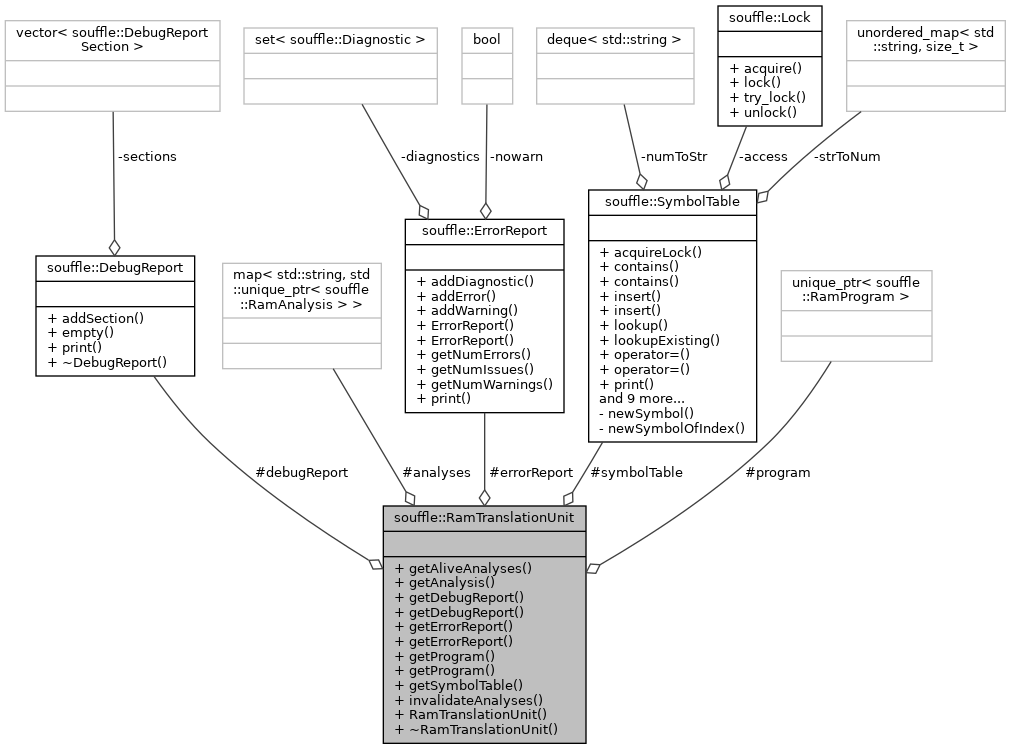 vector< souffle::DebugReport
Section >
set< souffle::Diagnostic >
bool
deque< std::string >
souffle::Lock
+ acquire()
+ lock()
+ try_lock()
+ unlock()
unordered_map< std
::string, size_t >
-sections
-diagnostics
-nowarn
-numToStr
-access
-strToNum
souffle::DebugReport
+ addSection()
+ empty()
+ print()
+ ~DebugReport()
map< std::string, std
::unique_ptr< souffle
::RamAnalysis > >
souffle::ErrorReport
+ addDiagnostic()
+ addError()
+ addWarning()
+ ErrorReport()
+ ErrorReport()
+ getNumErrors()
+ getNumIssues()
+ getNumWarnings()
+ print()
souffle::SymbolTable
+ acquireLock()
+ contains()
+ contains()
+ insert()
+ insert()
+ lookup()
+ lookupExisting()
+ operator=()
+ operator=()
+ print()
and 9 more...
- newSymbol()
- newSymbolOfIndex()
unique_ptr< souffle
::RamProgram >
#debugReport
#analyses
#errorReport
#symbolTable
#program
souffle::RamTranslationUnit
+ getAliveAnalyses()
+ getAnalysis()
+ getDebugReport()
+ getDebugReport()
+ getErrorReport()
+ getErrorReport()
+ getProgram()
+ getProgram()
+ getSymbolTable()
+ invalidateAnalyses()
+ RamTranslationUnit()
+ ~RamTranslationUnit()